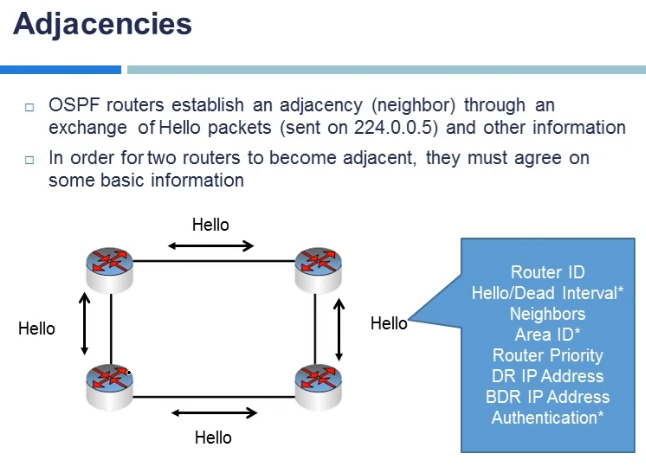 Adjacencies
OSPF routers establish an adjacency (neighbor) through an
exchange of Hello packets (sent on 224.0.0.5) and other information
In order for two routers to become adjacent, they must agree on
some basic information
Hello
Hello
Hello
Hello
Router ID
Hello/Dead Interval*
Neighbors
Area ID*
Router Priority
DR IP Address
BDR IP Address
Authentication*